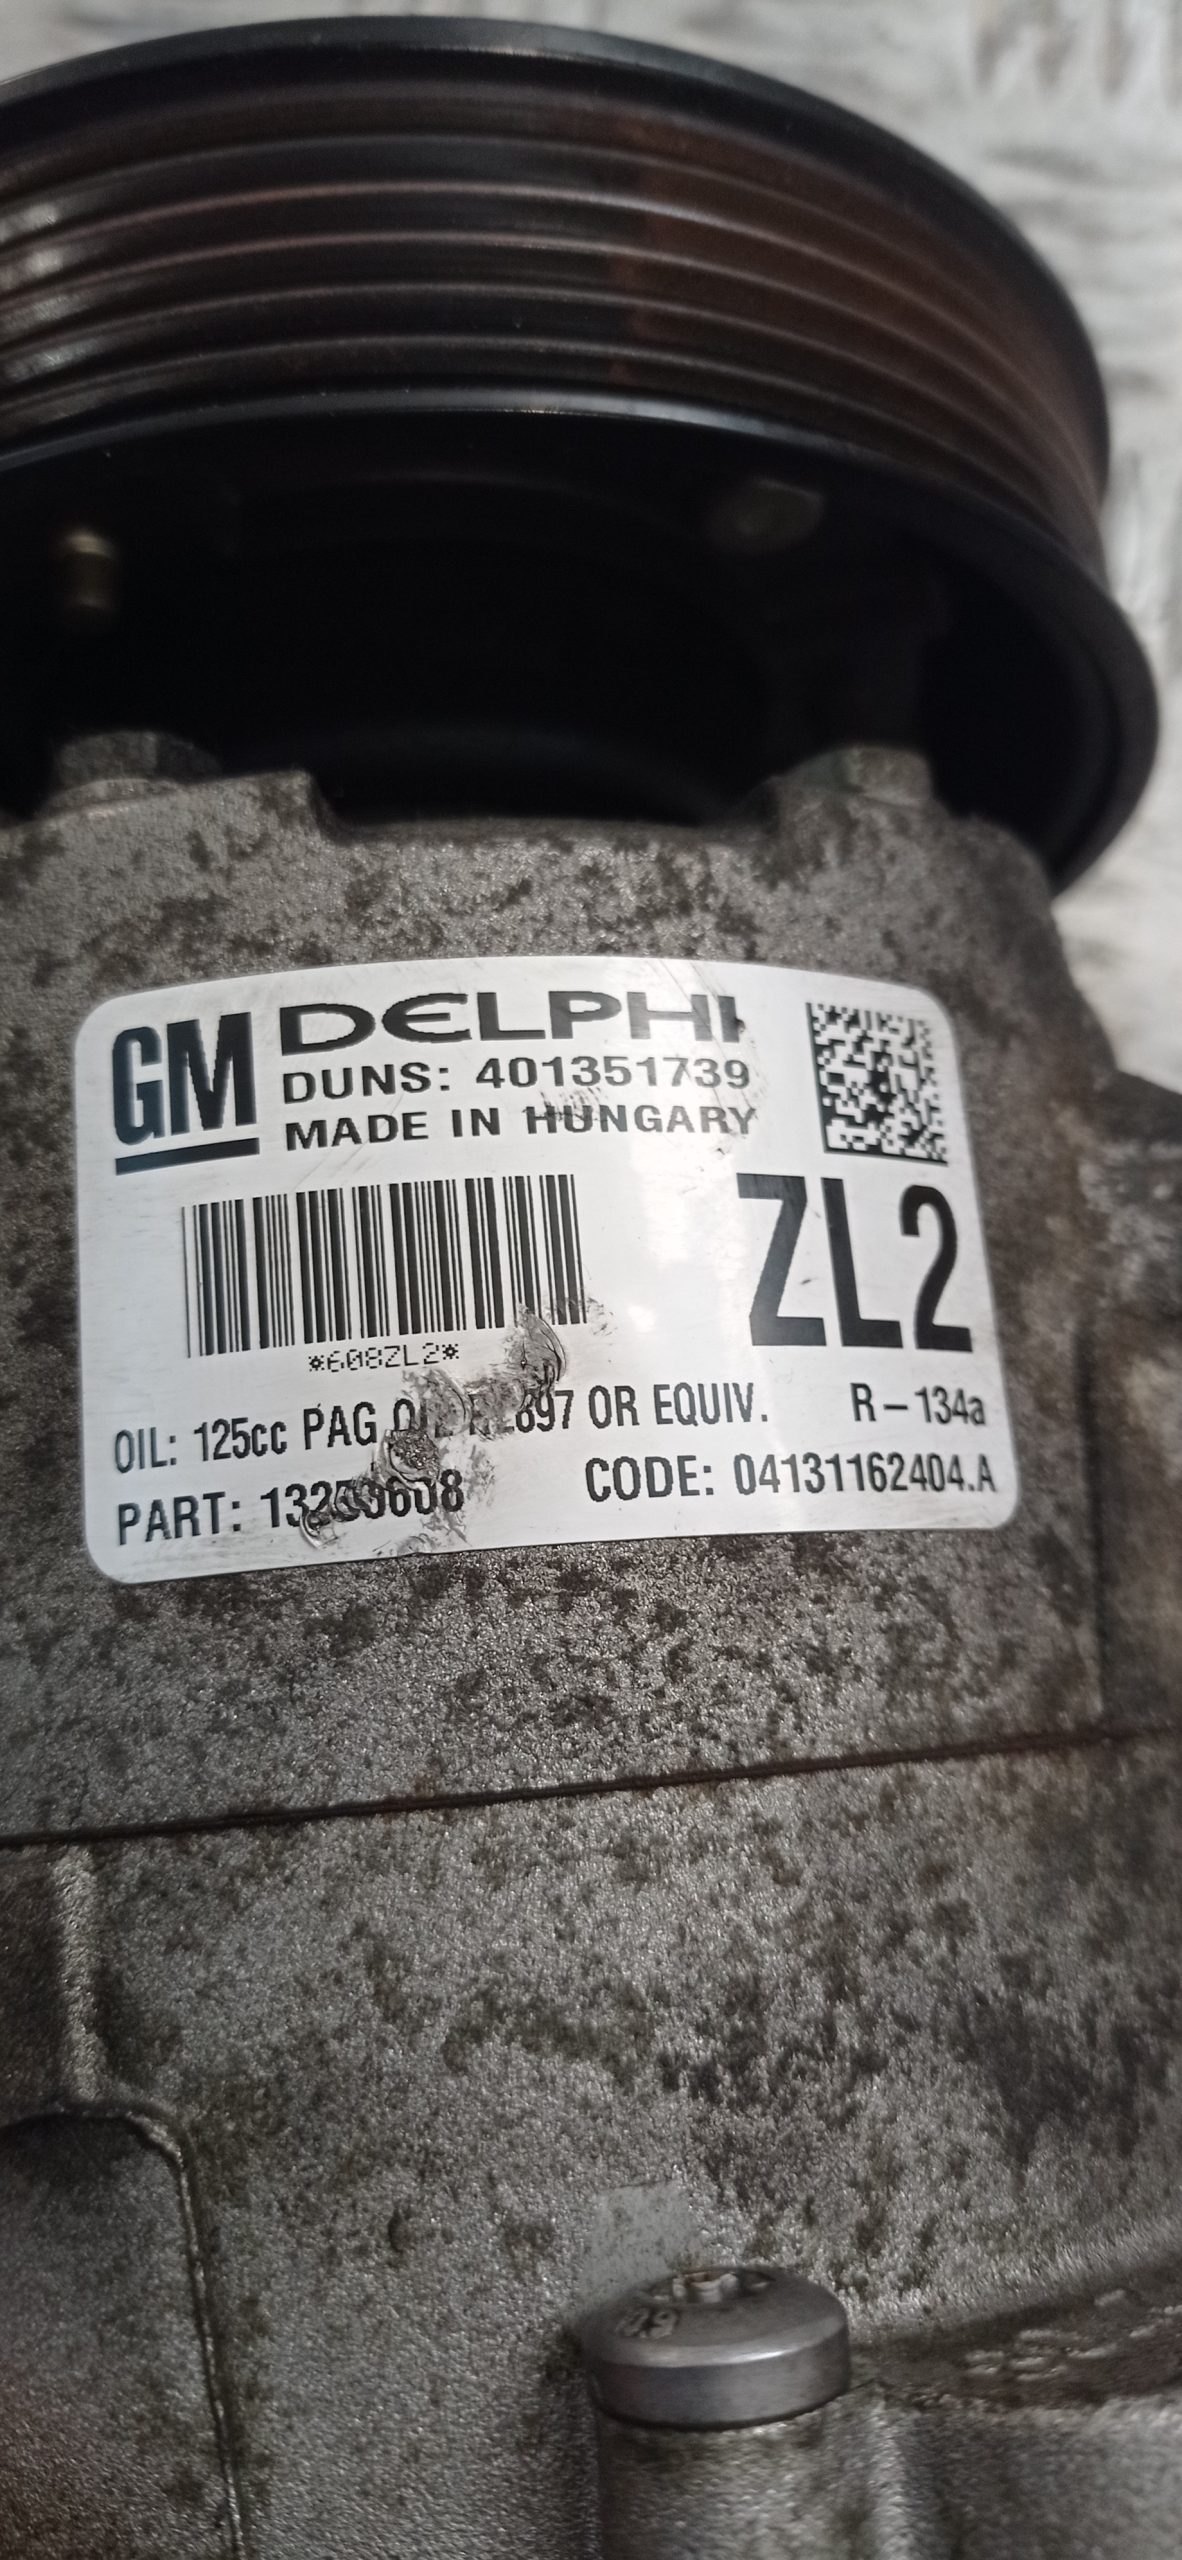 GM
DELPHI
DUNS: 401351739
MADE IN HUNGARY
ZL2
*608ZL2*
OIL: 125cc PAG OR EQUIV.
R-134a
PART:
CODE: 04131162404.A